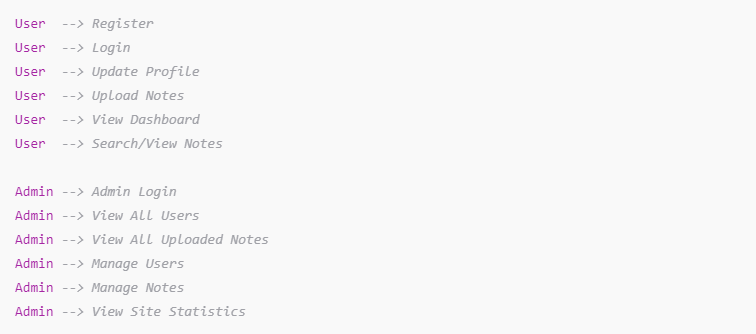 User --> Register
User --> Login
User --> Update Profile
User --> Upload Notes
User --> View Dashboard
User --> Search/View Notes
Admin --> Admin Login
Admin --> View All Users
Admin --> View All Uploaded Notes
Admin --> Manage Users
Admin --> Manage Notes
Admin --> View Site Statistics